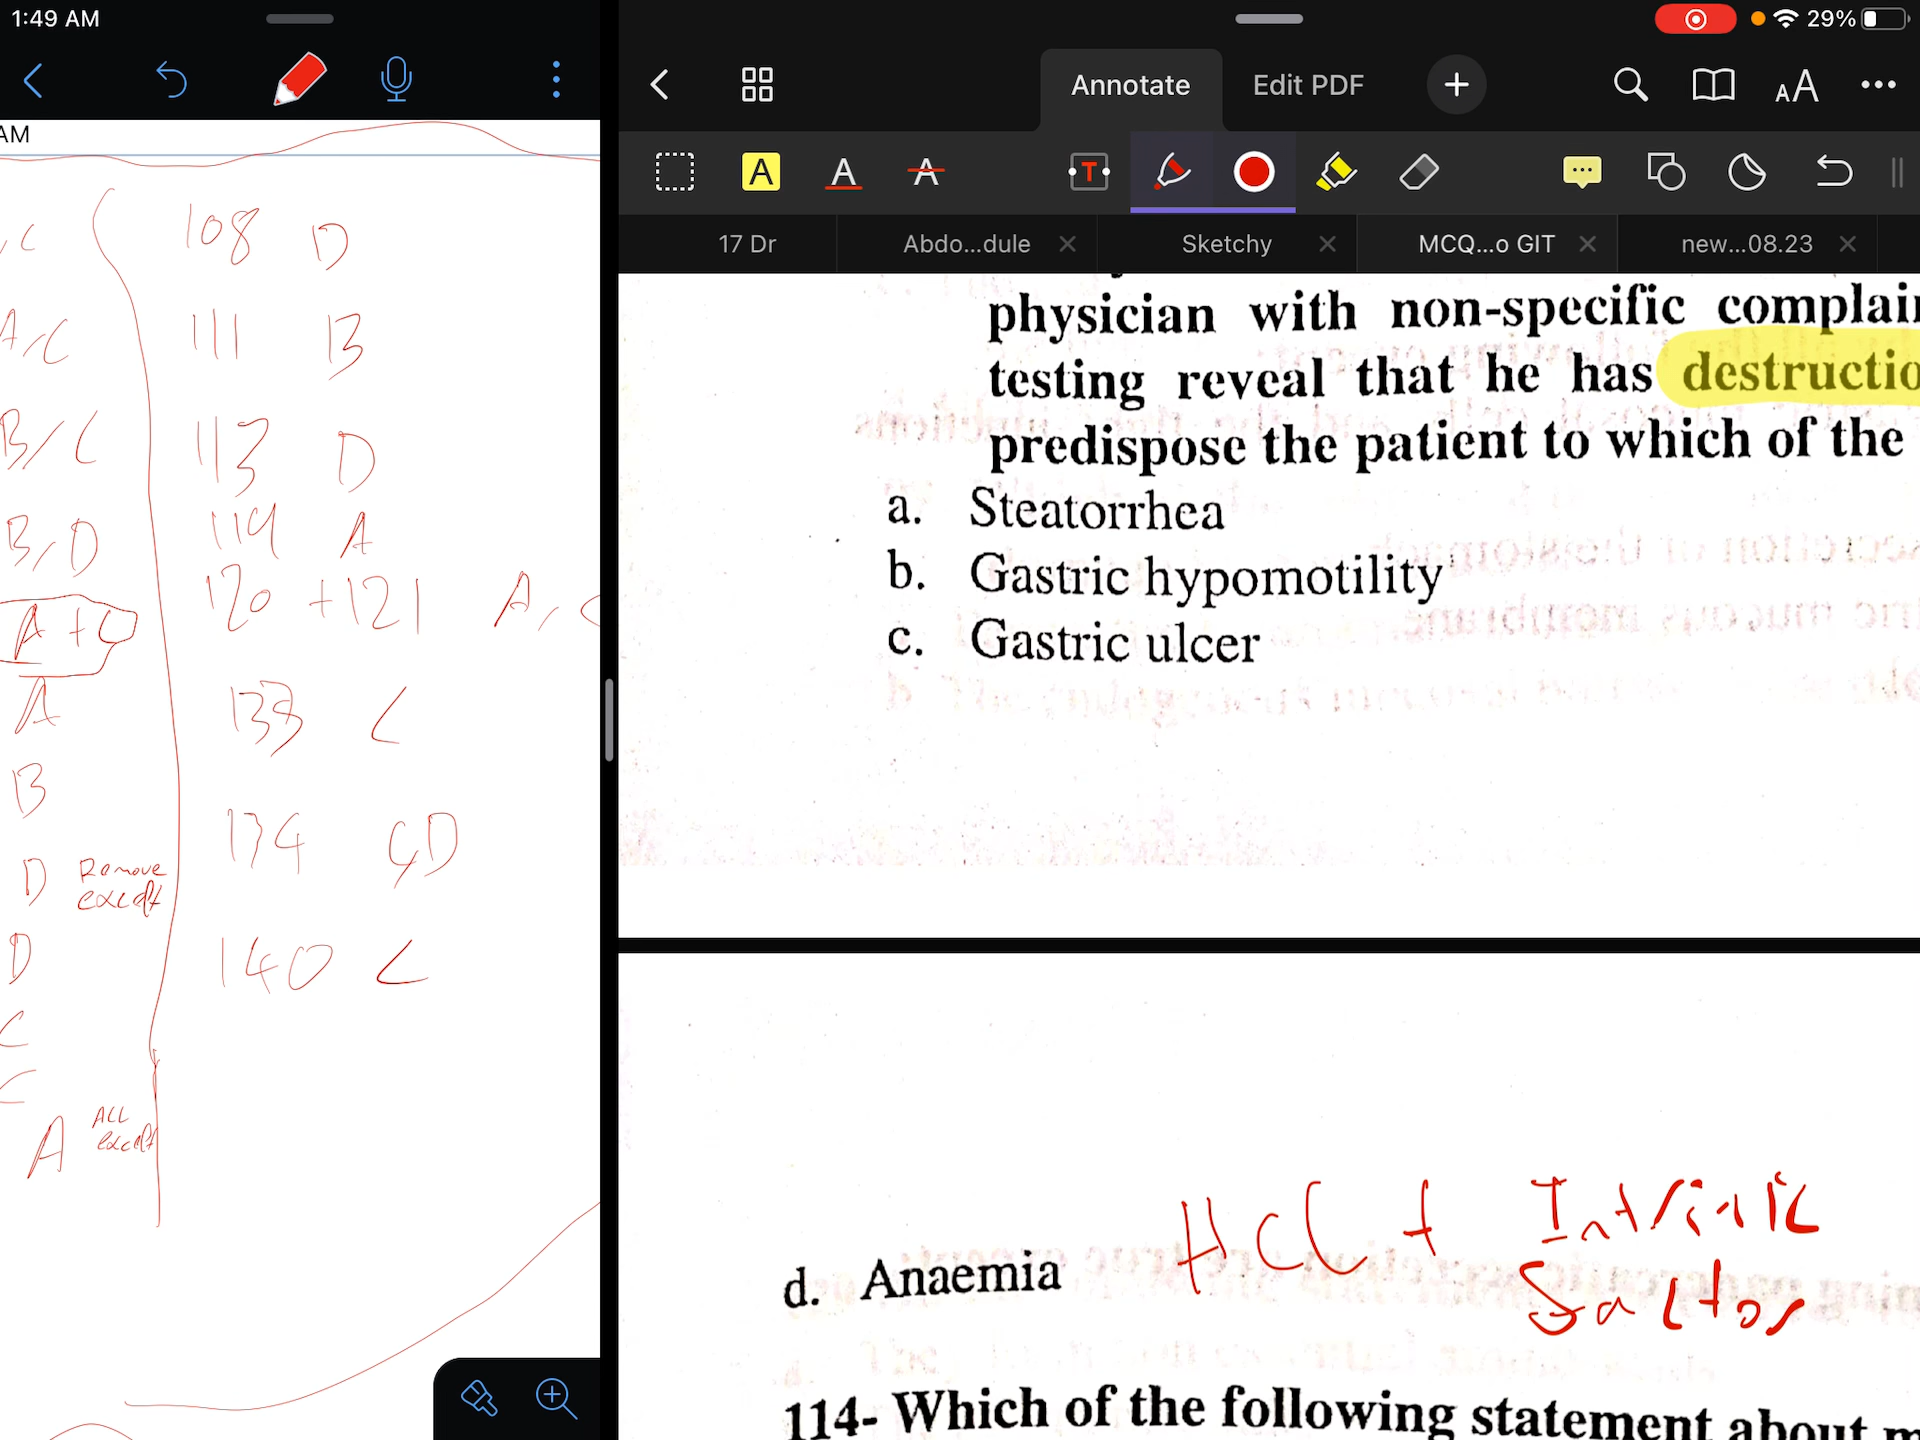 1:49 AM
29%
Annotate
Edit PDF
AA
A
A
A
T
17 Dr
Abdo...dule
Sketchy
MCQ...o GIT
new...08.23
AM
, C
A, C
B, C
B, D
A + C
A
B
D Remove
except
D
C
C
A ALL
except
108 D
111 B
113 D
114 A
120 + 121 A, C
133 C
134 C, D
140 C
physician with non-specific complain
testing reveal that he has destructio
predispose the patient to which of the
a. Steatorrhea
b. Gastric hypomotility
c. Gastric ulcer
HCl + Intrinsic
Factor
d. Anaemia
114- Which of the following statement about m